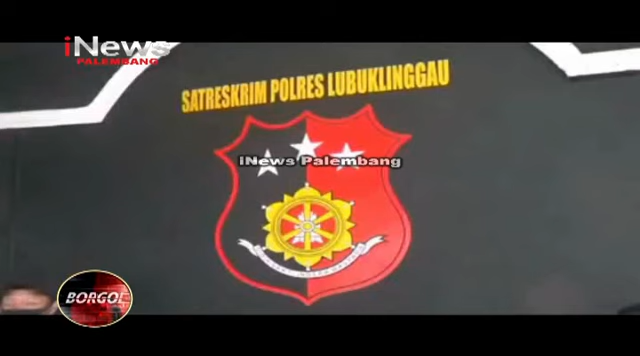 iNews
PALEMBANG
SATRESKRIM POLRES LUBUKLINGGAU
iNews Palembang
BORGOL